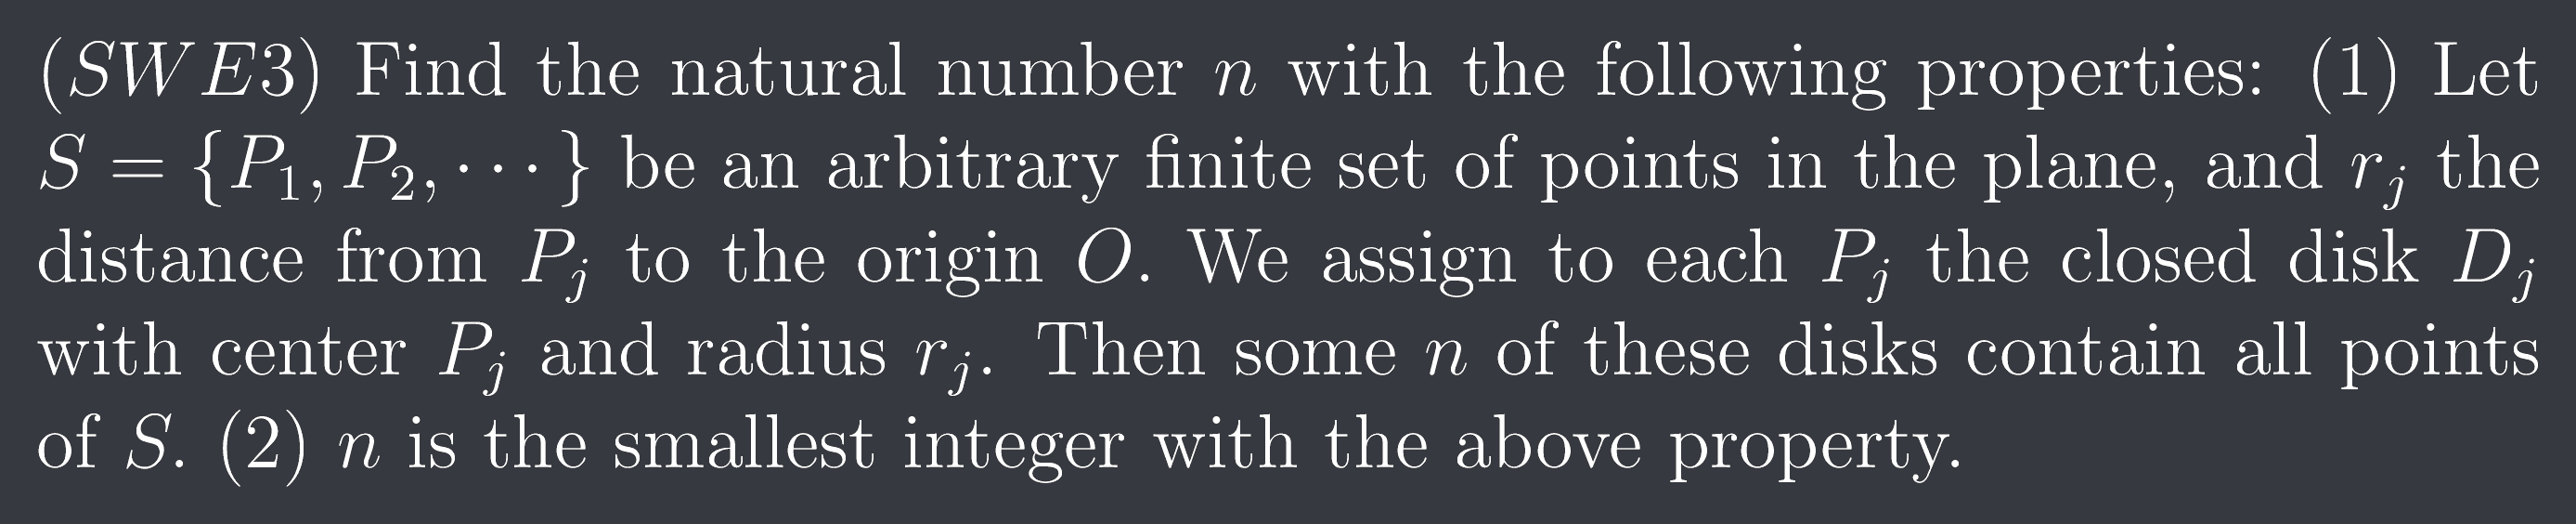 (SWE3) Find the natural number n with the following properties: (1) Let
S = {P₁, P₂, ⋯} be an arbitrary finite set of points in the plane, and rⱼ the
distance from Pⱼ to the origin O. We assign to each Pⱼ the closed disk Dⱼ
with center Pⱼ and radius rⱼ. Then some n of these disks contain all points
of S. (2) n is the smallest integer with the above property.